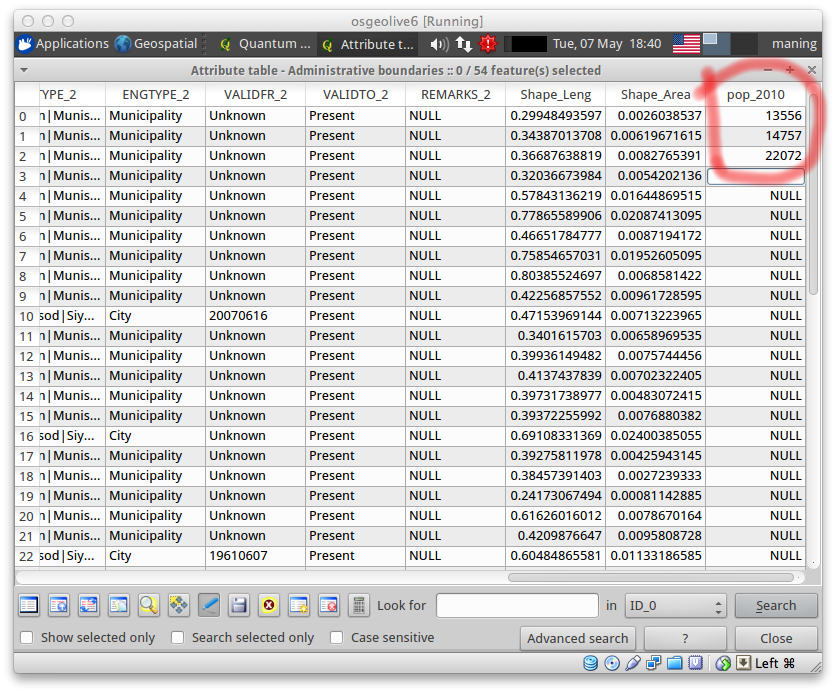 osgeolive6 [Running]
Applications Geospatial Quantum ... Attribute t... Tue, 07 May 18:40 maning
Attribute table - Administrative boundaries :: 0 / 54 feature(s) selected
TYPE_2 ENGTYPE_2 VALIDFR_2 VALIDTO_2 REMARKS_2 Shape_Leng Shape_Area pop_2010
0 n|Munis... Municipality Unknown Present NULL 0.29948493597 0.0026038537 13556
1 n|Munis... Municipality Unknown Present NULL 0.34387013708 0.00619671615 14757
2 n|Munis... Municipality Unknown Present NULL 0.36687638819 0.0082765391 22072
3 n|Munis... Municipality Unknown Present NULL 0.32036673984 0.0054202136
4 n|Munis... Municipality Unknown Present NULL 0.57843136219 0.01644869515 NULL
5 n|Munis... Municipality Unknown Present NULL 0.77865589906 0.02087413095 NULL
6 n|Munis... Municipality Unknown Present NULL 0.46651784777 0.0087194172 NULL
7 n|Munis... Municipality Unknown Present NULL 0.75854657031 0.01952605095 NULL
8 n|Munis... Municipality Unknown Present NULL 0.80385524697 0.0068581422 NULL
9 n|Munis... Municipality Unknown Present NULL 0.42256857552 0.00961728595 NULL
10 sod|Siy... City 20070616 Present NULL 0.47153969144 0.00713223965 NULL
11 n|Munis... Municipality Unknown Present NULL 0.3401615703 0.00658969535 NULL
12 n|Munis... Municipality Unknown Present NULL 0.39936149482 0.0075744456 NULL
13 n|Munis... Municipality Unknown Present NULL 0.4137437839 0.00702322405 NULL
14 n|Munis... Municipality Unknown Present NULL 0.39731738977 0.00483072415 NULL
15 n|Munis... Municipality Unknown Present NULL 0.39372255992 0.0076880382 NULL
16 sod|Siy... City Unknown Present NULL 0.69108331369 0.02400385055 NULL
17 n|Munis... Municipality Unknown Present NULL 0.39275811978 0.00425943145 NULL
18 n|Munis... Municipality Unknown Present NULL 0.38457391403 0.0027239333 NULL
19 n|Munis... Municipality Unknown Present NULL 0.24173067494 0.00081142885 NULL
20 n|Munis... Municipality Unknown Present NULL 0.61626016012 0.0078670164 NULL
21 n|Munis... Municipality Unknown Present NULL 0.4209876647 0.0095808728 NULL
22 sod|Siy... City 19610607 Present NULL 0.60484865581 0.01133186585 NULL
Look for in ID_0 Search
Show selected only Search selected only Case sensitive Advanced search ? Close
Left ⌘